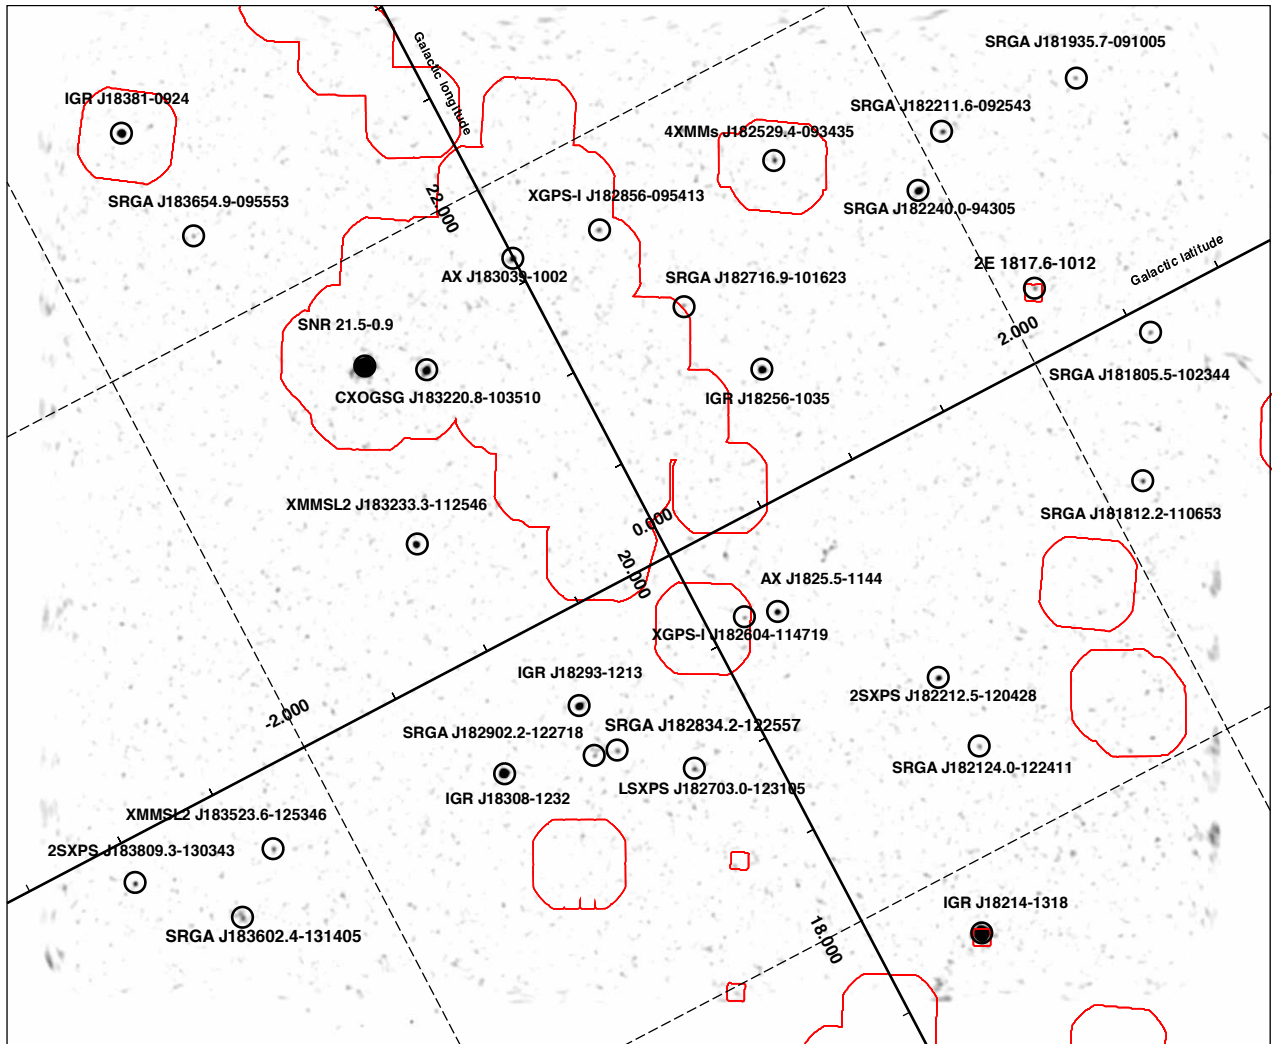 SRGA J181935.7-091005
Galactic longitude
IGR J18381-0924
SRGA J182211.6-092543
4XMMs J182529.4-093435
SRGA J183654.9-095553
XGPS-I J182856-095413
22.000
SRGA J182240.0-94305
Galactic latitude
AX J183039-1002
SRGA J182716.9-101623
2E 1817.6-1012
SNR 21.5-0.9
2.000
SRGA J181805.5-102344
CXOGSG J183220.8-103510
IGR J18256-1035
XMMSL2 J183233.3-112546
0.000
SRGA J181812.2-110653
20.000
AX J1825.5-1144
XGPS-I J182604-114719
IGR J18293-1213
2SXPS J182212.5-120428
-2.000
SRGA J182902.2-122718
SRGA J182834.2-122557
SRGA J182124.0-122411
IGR J18308-1232
LSXPS J182703.0-123105
XMMSL2 J183523.6-125346
2SXPS J183809.3-130343
IGR J18214-1318
SRGA J183602.4-131405
18.000